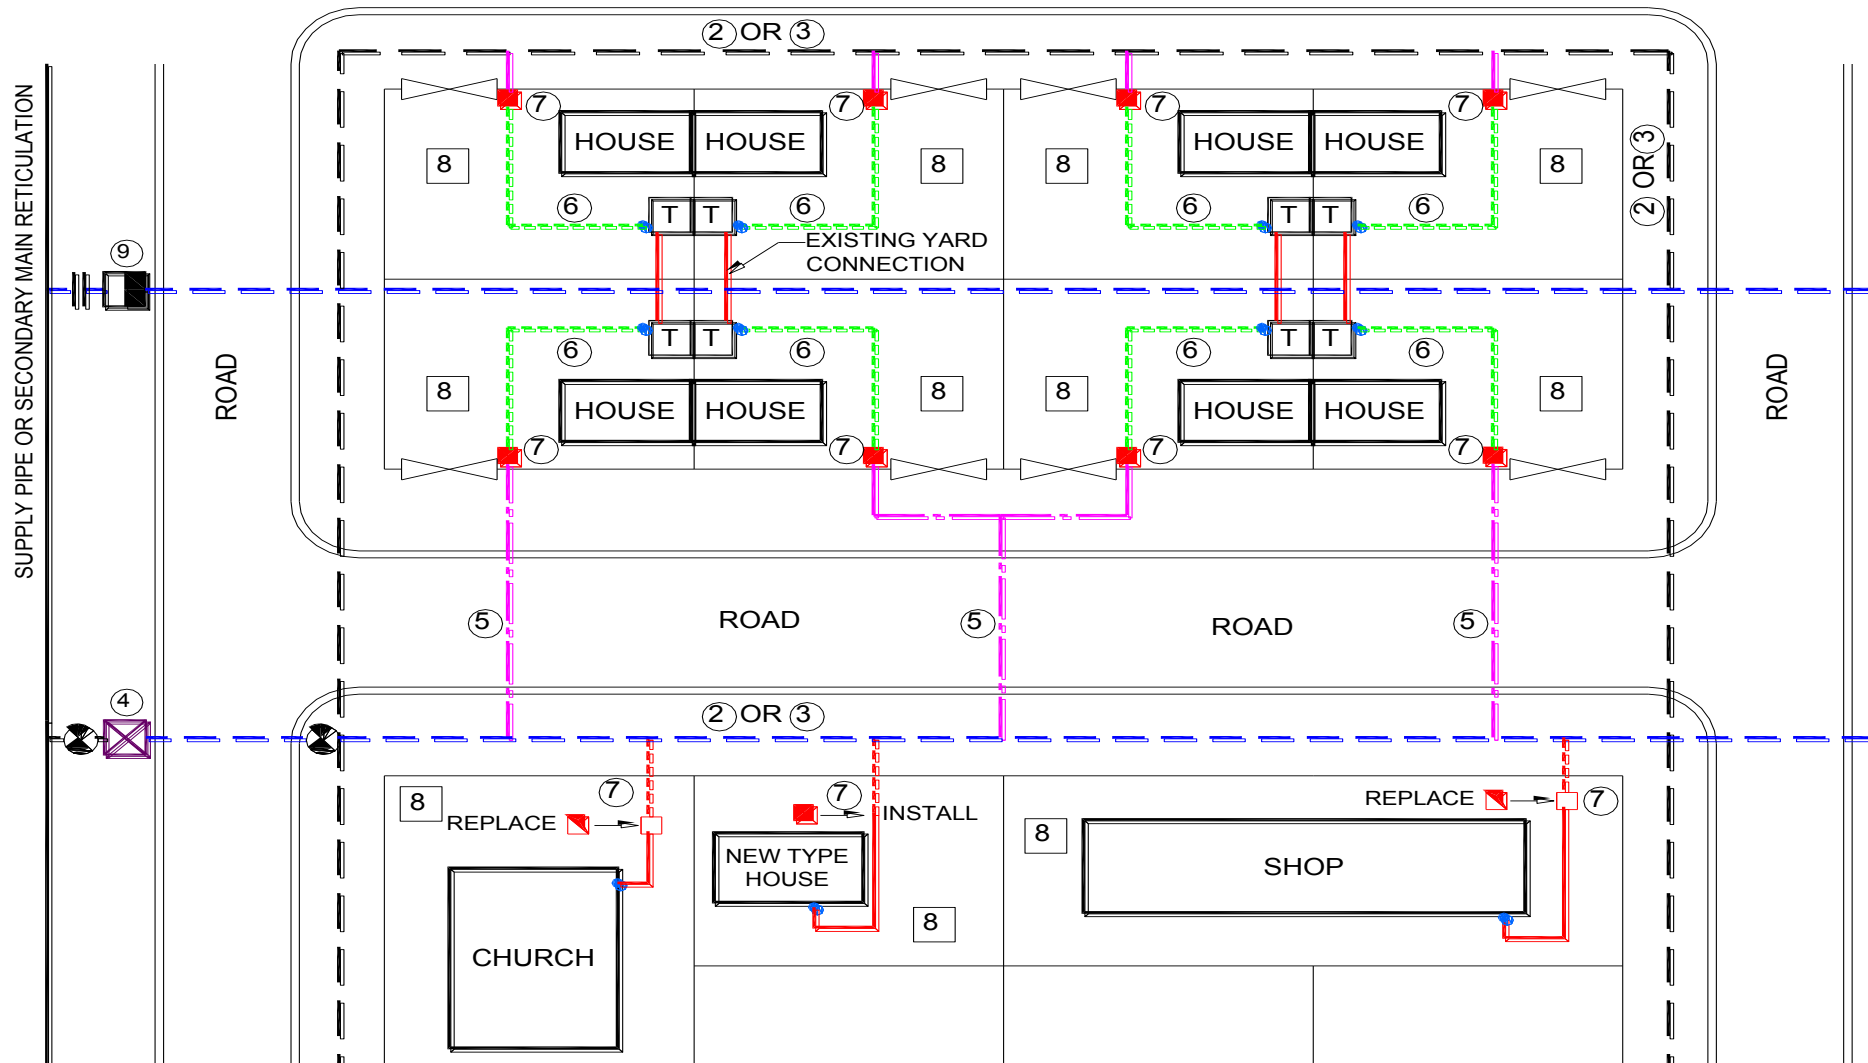 2 OR 3
SUPPLY PIPE OR SECONDARY MAIN RETICULATION
7 7 7 7
HOUSE HOUSE HOUSE HOUSE
2 OR 3
8 8 8 8
6 T T 6 6 T T 6
EXISTING YARD
CONNECTION
9
T T T T
6 6 6 6
ROAD
ROAD
8 8 8 8
HOUSE HOUSE HOUSE HOUSE
7 7 7 7
5 ROAD 5 ROAD 5
4
2 OR 3
7 7 7
8
REPLACE
INSTALL
REPLACE
8
NEW TYPE
HOUSE
SHOP
8
CHURCH